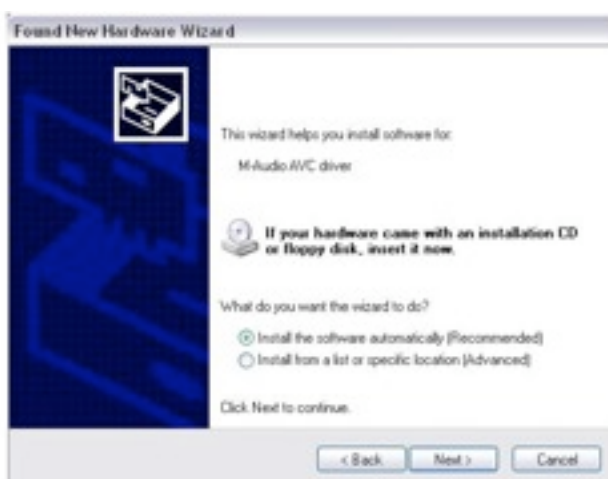 Found New Hardware Wizard
This wizard helps you install software for:
M-Audio AVC driver
If your hardware came with an installation CD
or floppy disk, insert it now.
What do you want the wizard to do?
Install the software automatically (Recommended)
Install from a list or specific location (Advanced)
Click Next to continue.
< Back Next > Cancel